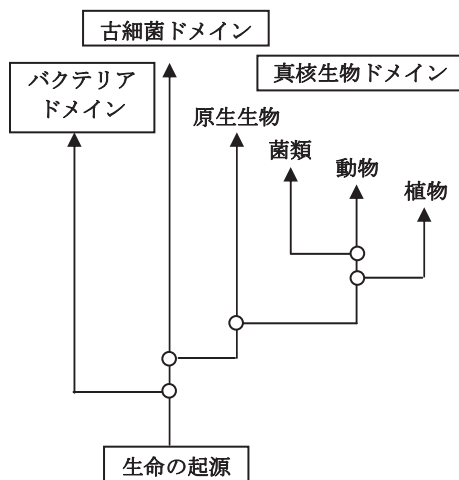 古細菌ドメイン
バクテリア
ドメイン
真核生物ドメイン
原生生物
菌類
動物
植物
生命の起源